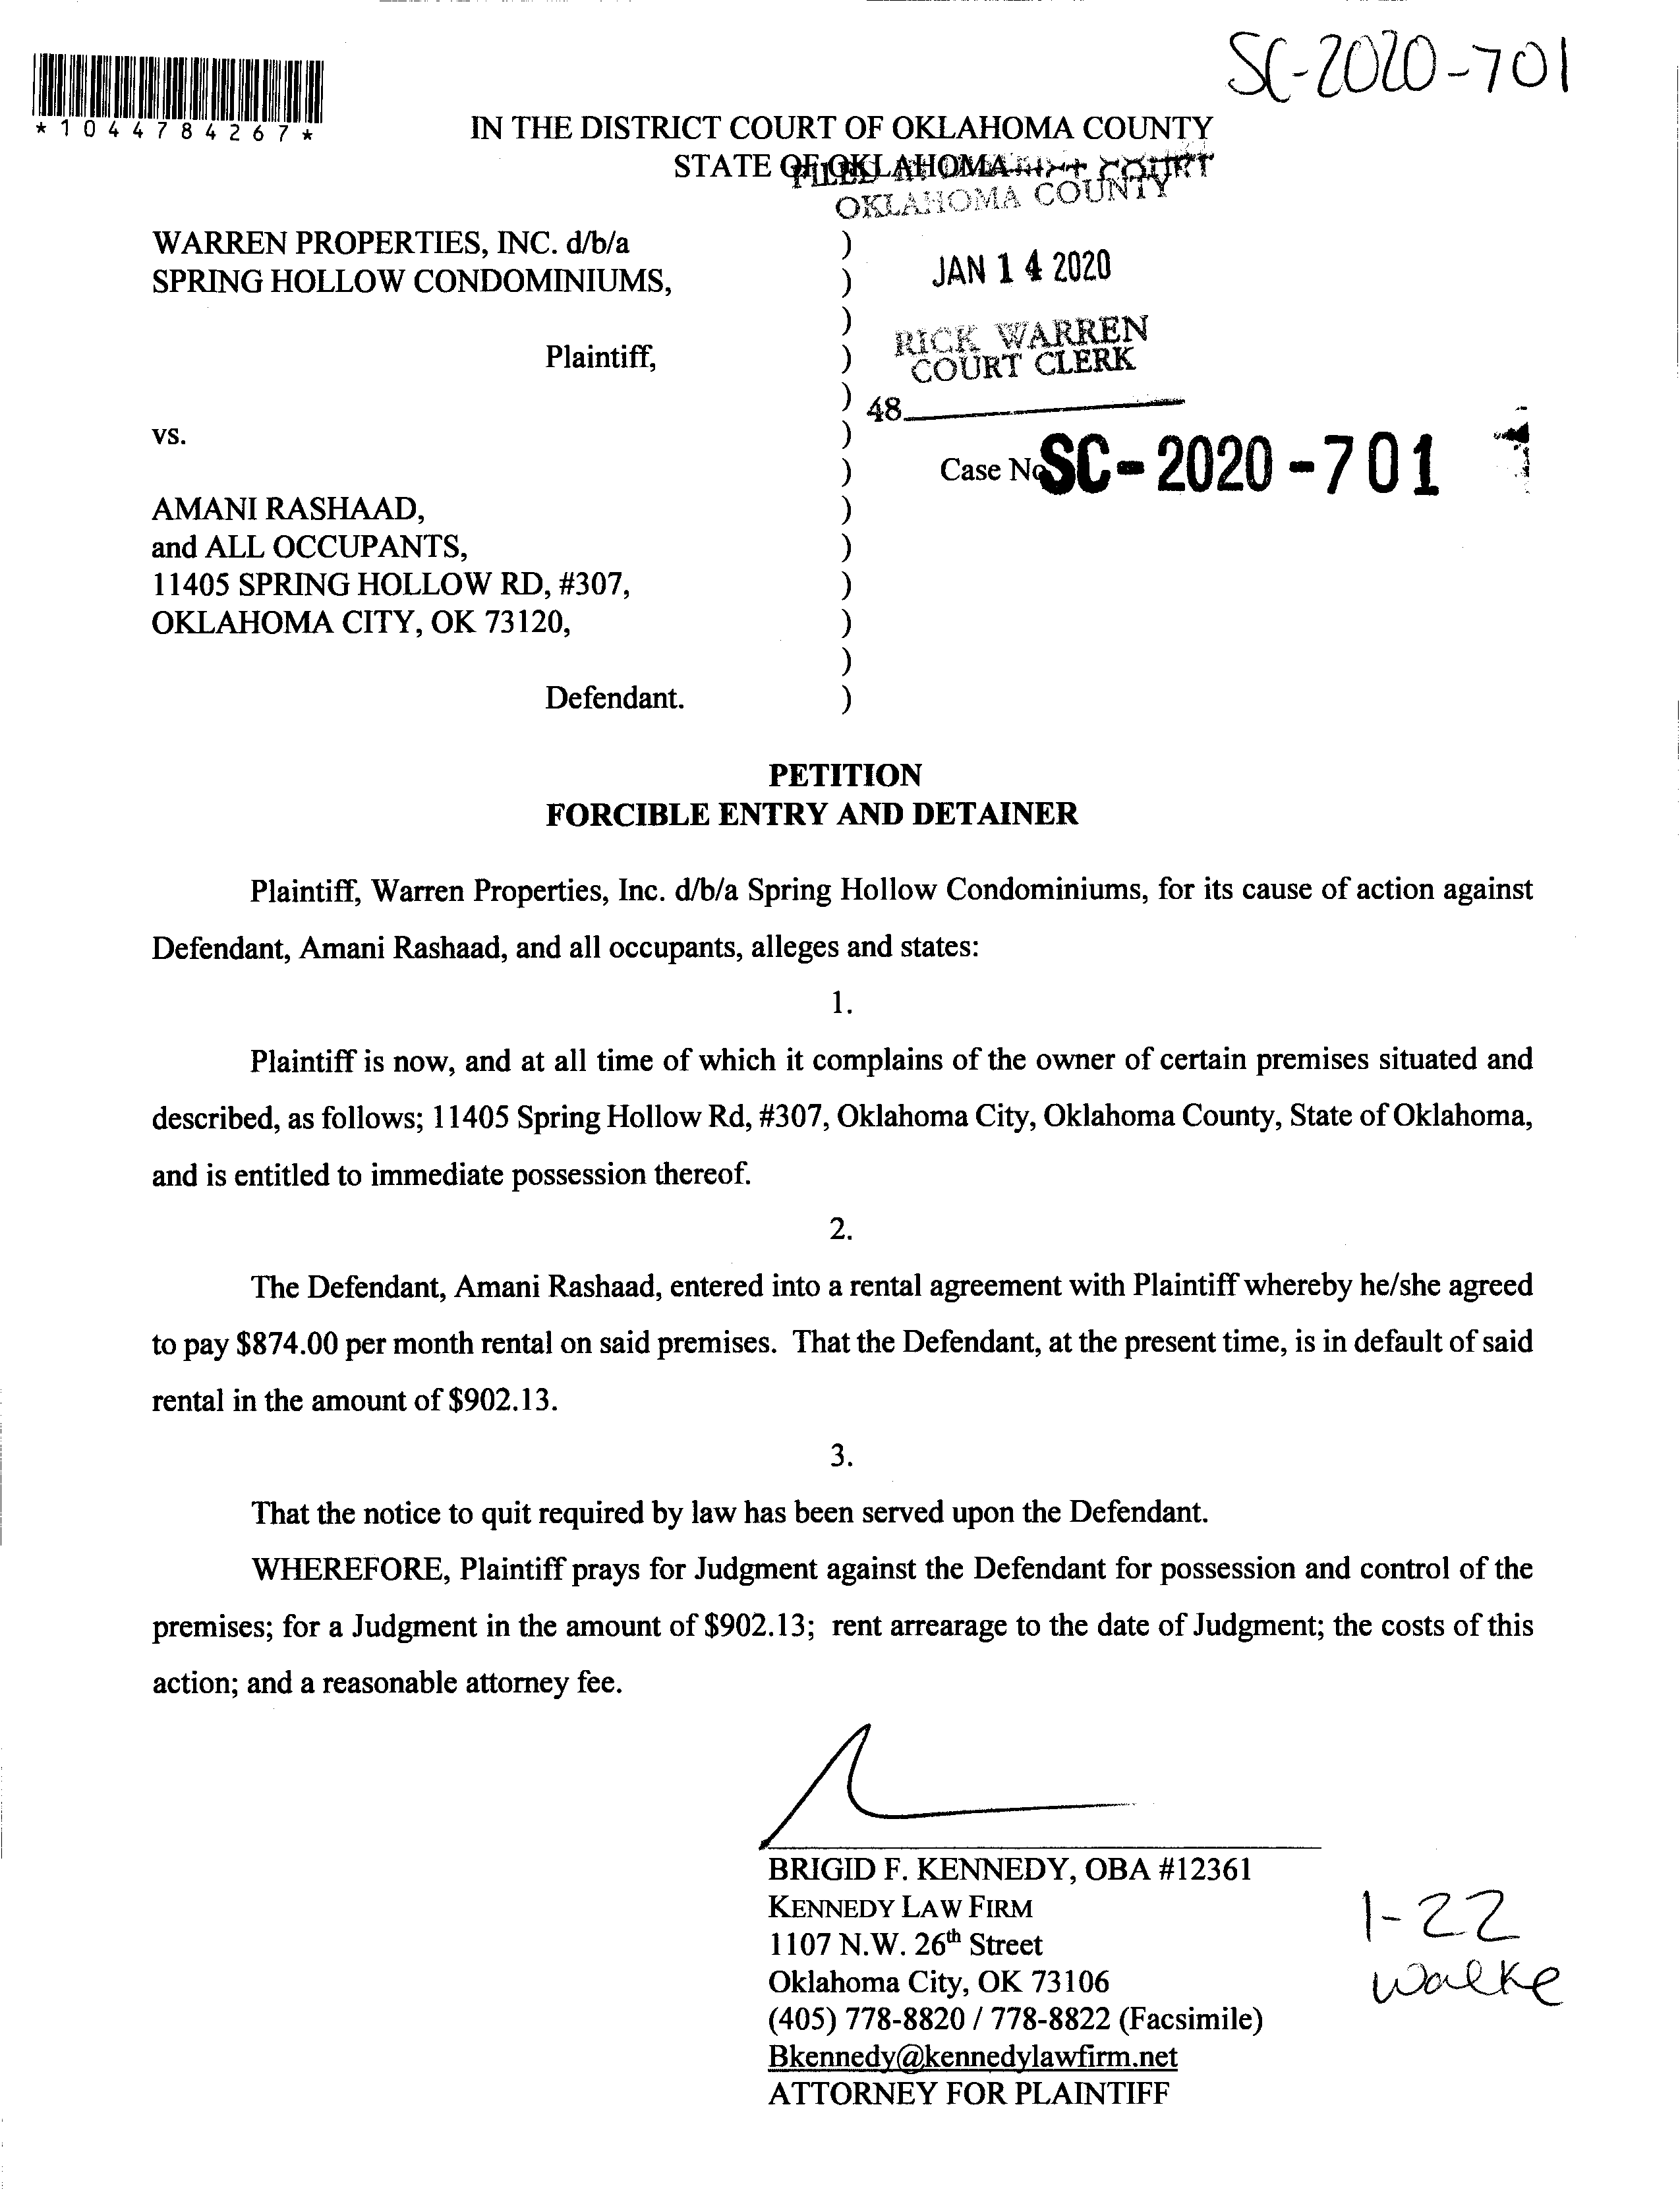 SC-2020-701
*1044784267*
IN THE DISTRICT COURT OF OKLAHOMA COUNTY
STATE OF OKLAHOMA
FILED COURT
OKLAHOMA COUNTY
WARREN PROPERTIES, INC. d/b/a )
SPRING HOLLOW CONDOMINIUMS, ) JAN 14 2020
)
Plaintiff, ) RICK WARREN
COURT CLERK
) 48
vs. )
) Case No. SC-2020-701
AMANI RASHAAD, )
and ALL OCCUPANTS, )
11405 SPRING HOLLOW RD, #307, )
OKLAHOMA CITY, OK 73120, )
)
Defendant. )
PETITION
FORCIBLE ENTRY AND DETAINER
Plaintiff, Warren Properties, Inc. d/b/a Spring Hollow Condominiums, for its cause of action against
Defendant, Amani Rashaad, and all occupants, alleges and states:
1.
Plaintiff is now, and at all time of which it complains of the owner of certain premises situated and
described, as follows; 11405 Spring Hollow Rd, #307, Oklahoma City, Oklahoma County, State of Oklahoma,
and is entitled to immediate possession thereof.
2.
The Defendant, Amani Rashaad, entered into a rental agreement with Plaintiff whereby he/she agreed
to pay $874.00 per month rental on said premises. That the Defendant, at the present time, is in default of said
rental in the amount of $902.13.
3.
That the notice to quit required by law has been served upon the Defendant.
WHEREFORE, Plaintiff prays for Judgment against the Defendant for possession and control of the
premises; for a Judgment in the amount of $902.13; rent arrearage to the date of Judgment; the costs of this
action; and a reasonable attorney fee.
BRIGID F. KENNEDY, OBA #12361
KENNEDY LAW FIRM
1107 N.W. 26th Street
Oklahoma City, OK 73106
(405) 778-8820 / 778-8822 (Facsimile)
Bkennedy@kennedylawfirm.net
ATTORNEY FOR PLAINTIFF
1-22
Walke